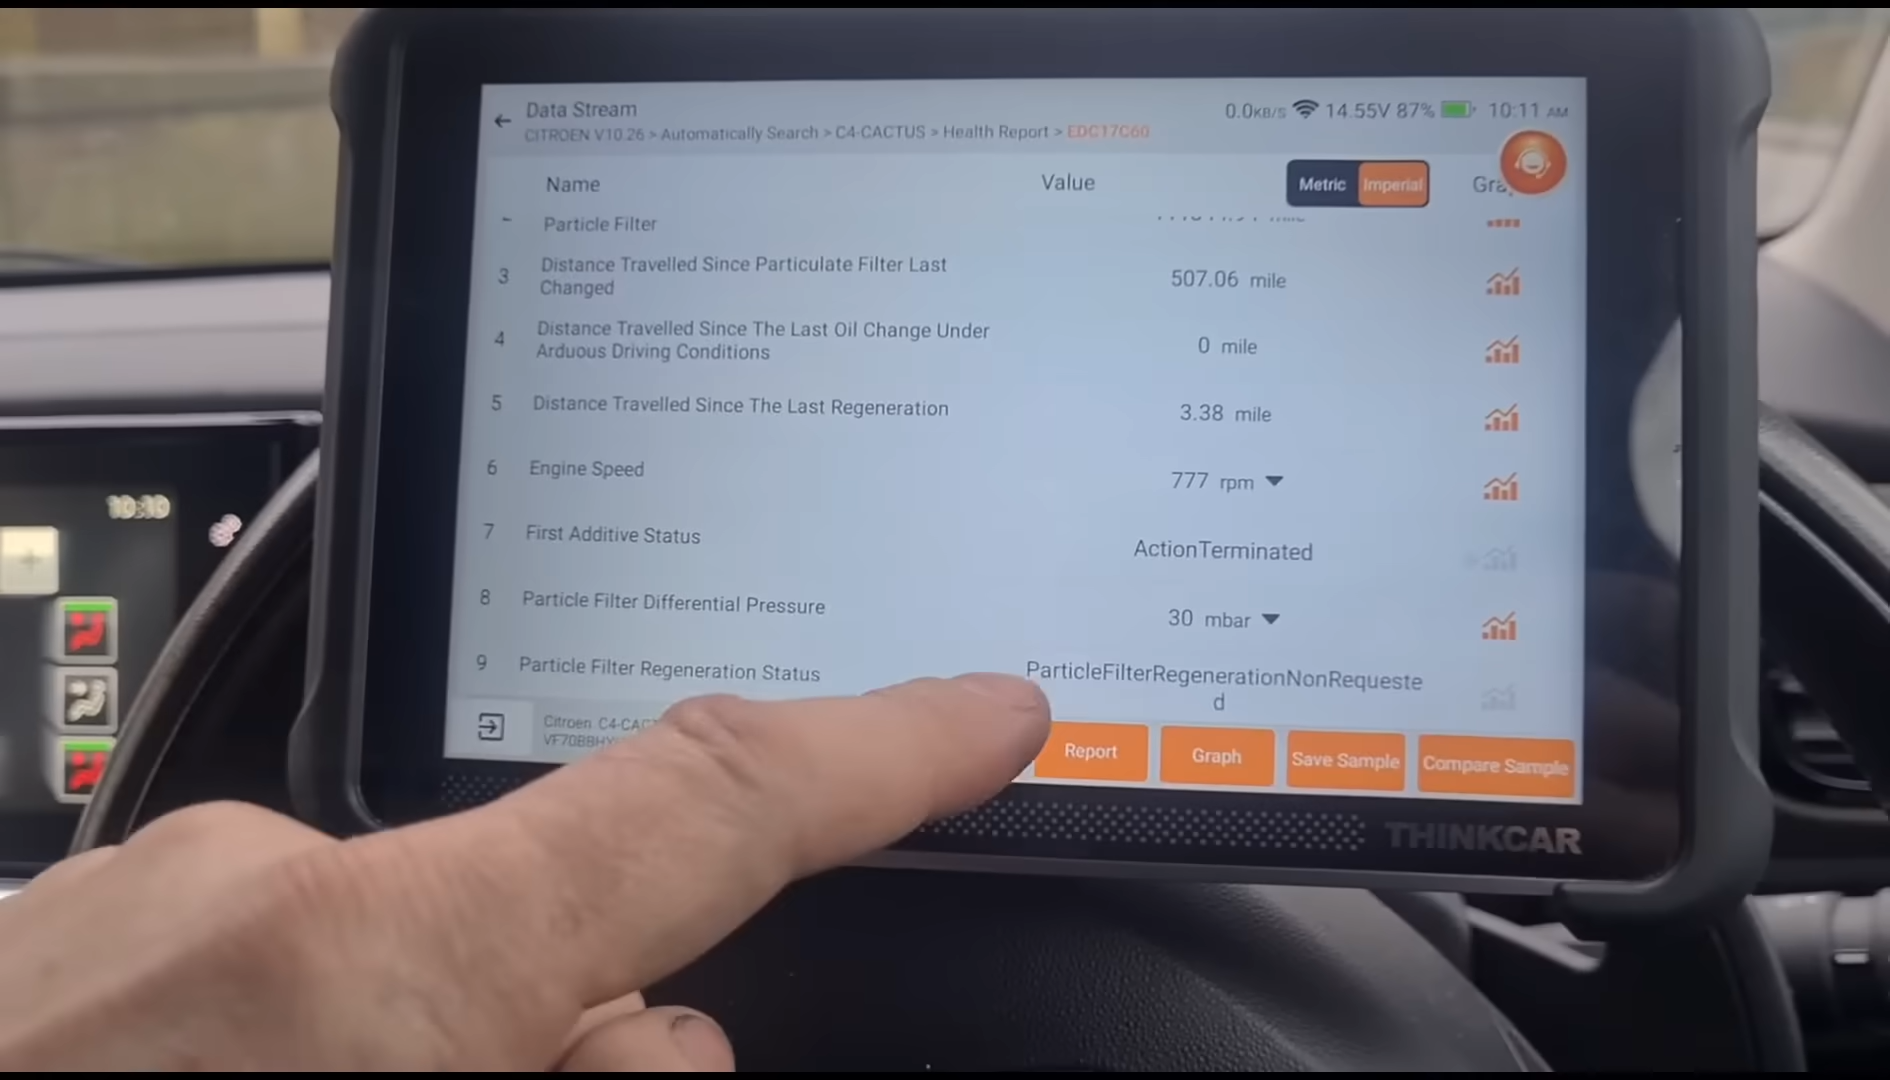 Data Stream
0.0KB/S 14.55V 87% 10:11 AM
CITROEN V10.26 > Automatically Search > C4-CACTUS > Health Report > EDC17C60
Name Value Metric Imperial
Particle Filter
3 Distance Travelled Since Particulate Filter Last
Changed
507.06 mile
4 Distance Travelled Since The Last Oil Change Under
Arduous Driving Conditions
0 mile
5 Distance Travelled Since The Last Regeneration 3.38 mile
6 Engine Speed 777 rpm
7 First Additive Status ActionTerminated
8 Particle Filter Differential Pressure 30 mbar
9 Particle Filter Regeneration Status ParticleFilterRegenerationNonRequeste
d
Citroen
Report Graph Save Sample Compare Sample
THINKCAR
10:10